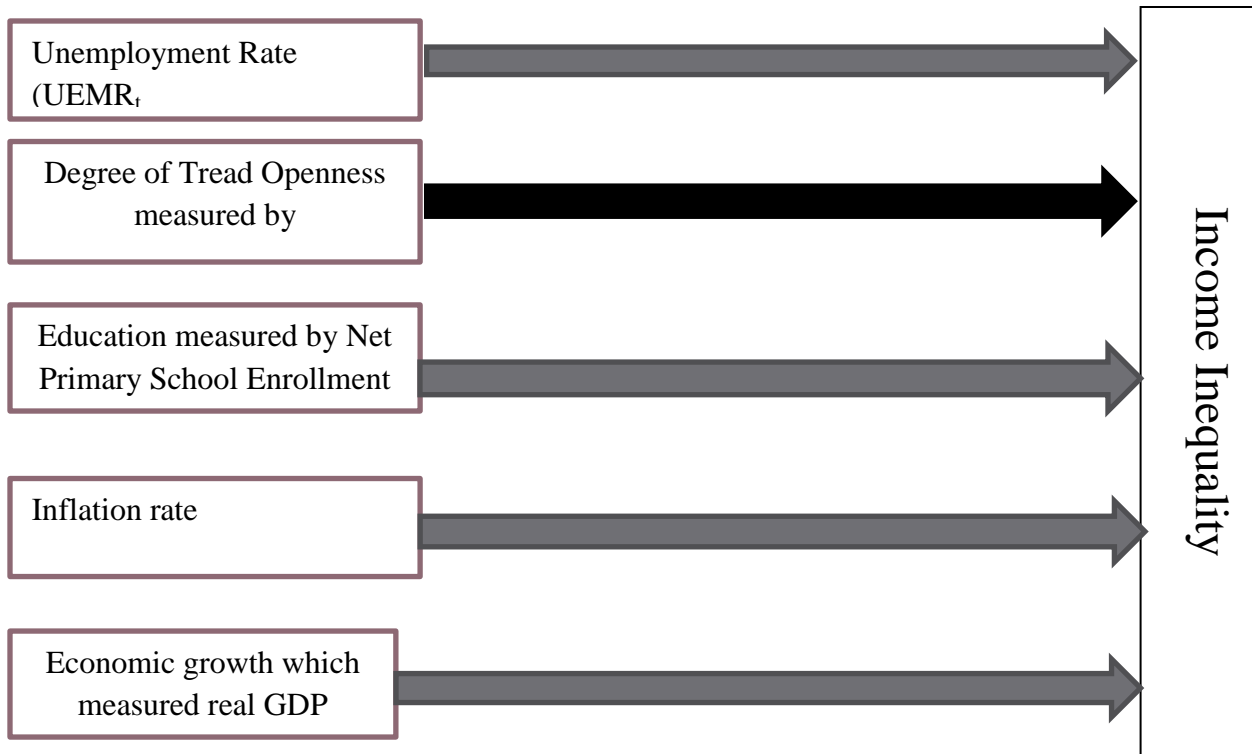 Unemployment Rate
(UEMRₜ
Degree of Tread Openness
measured by
Education measured by Net
Primary School Enrollment
Inflation rate
Economic growth which
measured real GDP
Income Inequality